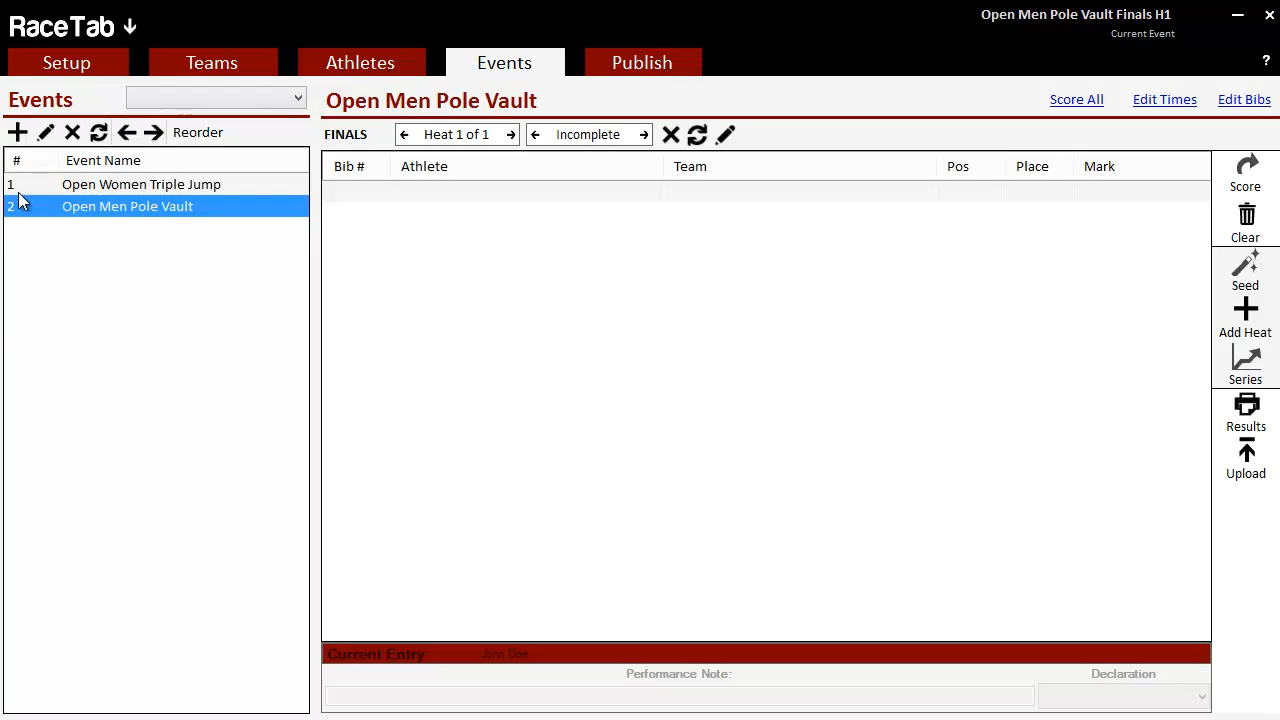 RaceTab
Open Men Pole Vault Finals H1
Current Event
Setup
Teams
Athletes
Events
Publish
?
Events
Open Men Pole Vault
Score All
Edit Times
Edit Bibs
Reorder
FINALS
Heat 1 of 1
Incomplete
# Event Name
1 Open Women Triple Jump
2 Open Men Pole Vault
Bib # Athlete Team Pos Place Mark
Score
Clear
Seed
Add Heat
Series
Results
Upload
Current Entry John Doe
Performance Note: Declaration